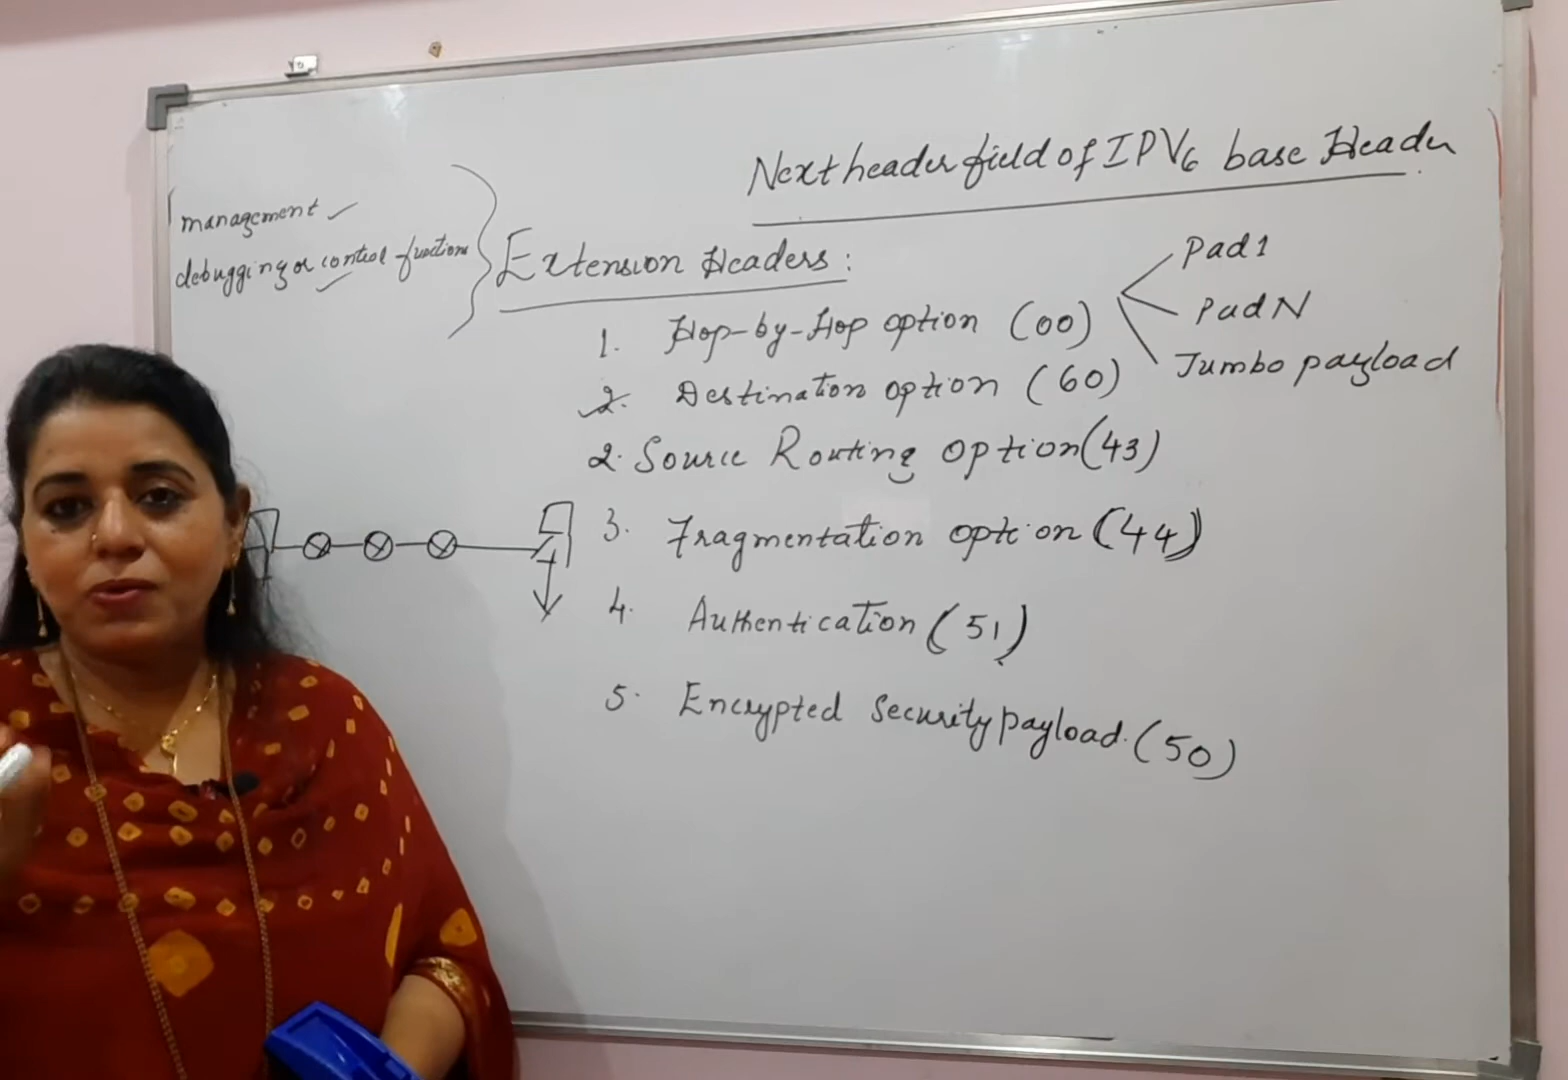 Next header field of IPV6 base Header
management
debugging or control functions
Extension Headers:
1. Hop-by-Hop option (00)
Pad1
PadN
Jumbo payload
2. Destination option (60)
2. Source Routing option (43)
3. Fragmentation option (44)
4. Authentication (51)
5. Encrypted Security payload. (50)